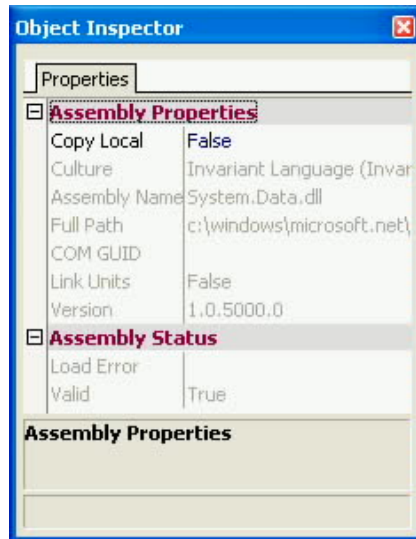 Object Inspector
Properties
Assembly Properties
Copy Local False
Culture Invariant Language (Invar
Assembly Name System.Data.dll
Full Path c:\windows\microsoft.net\
COM GUID
Link Units False
Version 1.0.5000.0
Assembly Status
Load Error
Valid True
Assembly Properties